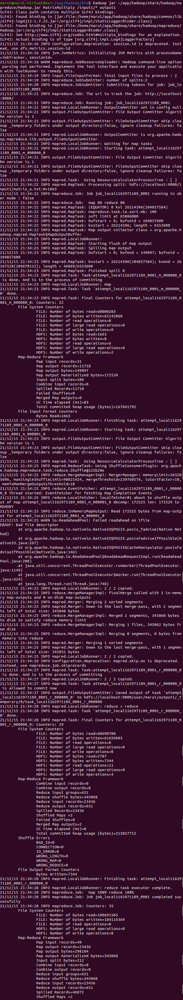 marui@marui-VirtualBox:~/app/hadoop/bin$ hadoop jar ~/app/hadoop/share/hadoop/ma
preduce/Hadoop.jar MatrixMultiply /input1/* output1
SLF4J: Class path contains multiple SLF4J bindings.
SLF4J: Found binding in [jar:file:/home/marui/app/hadoop/share/hadoop/common/lib
/slf4j-log4j12-1.7.25.jar!/org/slf4j/impl/StaticLoggerBinder.class]
SLF4J: Found binding in [jar:file:/home/marui/app/hadoop/share/hadoop/mapreduce/
Hadoop.jar!/org/slf4j/impl/StaticLoggerBinder.class]
SLF4J: See http://www.slf4j.org/codes.html#multiple_bindings for an explanation.
SLF4J: Actual binding is of type [org.slf4j.impl.Log4jLoggerFactory]
21/12/15 21:34:16 INFO Configuration.deprecation: session.id is deprecated. Inst
ead, use dfs.metrics.session-id
21/12/15 21:34:16 INFO jvm.JvmMetrics: Initializing JVM Metrics with processName
=JobTracker, sessionId=
21/12/15 21:34:18 WARN mapreduce.JobResourceUploader: Hadoop command-line option
 parsing not performed. Implement the Tool interface and execute your applicatio
n with ToolRunner to remedy this.
21/12/15 21:34:19 INFO input.FileInputFormat: Total input files to process : 2
21/12/15 21:34:19 INFO mapreduce.JobSubmitter: number of splits:2
21/12/15 21:34:20 INFO mapreduce.JobSubmitter: Submitting tokens for job: job_lo
cal1162971189_0001
21/12/15 21:34:21 INFO mapreduce.Job: The url to track the job: http://localhost
:8080/
21/12/15 21:34:21 INFO mapreduce.Job: Running job: job_local1162971189_0001
21/12/15 21:34:21 INFO mapred.LocalJobRunner: OutputCommitter set in config null
21/12/15 21:34:21 INFO output.FileOutputCommitter: File Output Committer Algorit
hm version is 1
21/12/15 21:34:21 INFO output.FileOutputCommitter: FileOutputCommitter skip clea
nup _temporary folders under output directory:false, ignore cleanup failures: fa
lse
21/12/15 21:34:21 INFO mapred.LocalJobRunner: OutputCommitter is org.apache.hado
op.mapreduce.lib.output.FileOutputCommitter
21/12/15 21:34:21 INFO mapred.LocalJobRunner: Waiting for map tasks
21/12/15 21:34:21 INFO mapred.LocalJobRunner: Starting task: attempt_local116297
1189_0001_m_000000_0
21/12/15 21:34:21 INFO output.FileOutputCommitter: File Output Committer Algorit
hm version is 1
21/12/15 21:34:21 INFO output.FileOutputCommitter: FileOutputCommitter skip clea
nup _temporary folders under output directory:false, ignore cleanup failures: fa
lse
21/12/15 21:34:21 INFO mapred.Task:  Using ResourceCalculatorProcessTree : [ ]
21/12/15 21:34:22 INFO mapred.MapTask: Processing split: hdfs://localhost:9000/i
nput1/matrix_a.txt:0+1663
21/12/15 21:34:22 INFO mapreduce.Job: Job job_local1162971189_0001 running in ub
er mode : false
21/12/15 21:34:22 INFO mapreduce.Job:  map 0% reduce 0%
21/12/15 21:34:22 INFO mapred.MapTask: (EQUATOR) 0 kvi 26214396(104857584)
21/12/15 21:34:22 INFO mapred.MapTask: mapreduce.task.io.sort.mb: 100
21/12/15 21:34:22 INFO mapred.MapTask: soft limit at 83886080
21/12/15 21:34:22 INFO mapred.MapTask: bufstart = 0; bufvoid = 104857600
21/12/15 21:34:22 INFO mapred.MapTask: kvstart = 26214396; length = 6553600
21/12/15 21:34:22 INFO mapred.MapTask: Map output collector class = org.apache.h
adoop.mapred.MapTask$MapOutputBuffer
21/12/15 21:34:23 INFO mapred.LocalJobRunner:
21/12/15 21:34:23 INFO mapred.MapTask: Starting flush of map output
21/12/15 21:34:23 INFO mapred.MapTask: Spilling map output
21/12/15 21:34:23 INFO mapred.MapTask: bufstart = 0; bufend = 149097; bufvoid =
104857600
21/12/15 21:34:23 INFO mapred.MapTask: kvstart = 26214396(104857584); kvend = 26
167528(104670112); length = 46869/6553600
21/12/15 21:34:23 INFO mapred.MapTask: Finished spill 0
21/12/15 21:34:23 INFO mapred.Task: Task:attempt_local1162971189_0001_m_000000_0
 is done. And is in the process of committing
21/12/15 21:34:23 INFO mapred.LocalJobRunner: map
21/12/15 21:34:23 INFO mapred.Task: Task 'attempt_local1162971189_0001_m_000000_
0' done.
21/12/15 21:34:23 INFO mapred.Task: Final Counters for attempt_local1162971189_0
001_m_000000_0: Counters: 22
File System Counters
FILE: Number of bytes read=60000283
FILE: Number of bytes written=61142060
FILE: Number of read operations=0
FILE: Number of large read operations=0
FILE: Number of write operations=0
HDFS: Number of bytes read=1663
HDFS: Number of bytes written=0
HDFS: Number of read operations=6
HDFS: Number of large read operations=0
HDFS: Number of write operations=2
Map-Reduce Framework
Map input records=31
Map output records=11718
Map output bytes=149097
Map output materialized bytes=172539
Input split bytes=106
Combine input records=0
Spilled Records=11718
Failed Shuffles=0
Merged Map outputs=0
GC time elapsed (ms)=83
Total committed heap usage (bytes)=167841792
File Input Format Counters
Bytes Read=1663
21/12/15 21:34:23 INFO mapred.LocalJobRunner: Finishing task: attempt_local11629
71189_0001_m_000000_0
21/12/15 21:34:23 INFO mapred.LocalJobRunner: Starting task: attempt_local116297
1189_0001_m_000001_0
21/12/15 21:34:23 INFO output.FileOutputCommitter: File Output Committer Algorit
hm version is 1
21/12/15 21:34:23 INFO output.FileOutputCommitter: FileOutputCommitter skip clea
nup _temporary folders under output directory:false, ignore cleanup failures: fa
lse
21/12/15 21:34:25 INFO mapred.Task:  Using ResourceCalculatorProcessTree : [ ]
21/12/15 21:34:25 INFO mapred.ReduceTask: Using ShuffleConsumerPlugin: org.apach
e.hadoop.mapreduce.task.reduce.Shuffle@122b28e
21/12/15 21:34:25 INFO reduce.MergeManagerImpl: MergerManager: memoryLimit=36328
5696, maxSingleShuffleLimit=90821424, mergeThreshold=239768576, ioSortFactor=10,
 memToMemMergeOutputsThreshold=10
21/12/15 21:34:25 INFO reduce.EventFetcher: attempt_local1162971189_0001_r_00000
0_0 Thread started: EventFetcher for fetching Map Completion Events
21/12/15 21:34:25 INFO reduce.LocalFetcher: localfetcher#1 about to shuffle outp
ut of map attempt_local1162971189_0001_m_000001_0 decomp: 172525 len: 172529 to
MEMORY
21/12/15 21:34:25 INFO reduce.InMemoryMapOutput: Read 172525 bytes from map-outp
ut for attempt_local1162971189_0001_m_000001_0
21/12/15 21:34:25 WARN io.ReadaheadPool: Failed readahead on ifile
EBADF: Bad file descriptor
at org.apache.hadoop.io.nativeio.NativeIO$POSIX.posix_fadvise(Native Met
hod)
at org.apache.hadoop.io.nativeio.NativeIO$POSIX.posixFadviseIfPossible(N
ativeIO.java:267)
at org.apache.hadoop.io.nativeio.NativeIO$POSIX$CacheManipulator.posixFa
dviseIfPossible(NativeIO.java:146)
at org.apache.hadoop.io.ReadaheadPool$ReadaheadRequestImpl.run(Readahead
Pool.java:208)
at java.util.concurrent.ThreadPoolExecutor.runWorker(ThreadPoolExecutor.
java:1149)
at java.util.concurrent.ThreadPoolExecutor$Worker.run(ThreadPoolExecutor
.java:624)
at java.lang.Thread.run(Thread.java:748)
21/12/15 21:34:25 INFO mapred.LocalJobRunner: 2 / 2 copied.
21/12/15 21:34:25 INFO reduce.MergeManagerImpl: finalMerge called with 2 in-memo
ry map-outputs and 0 on-disk map-outputs
21/12/15 21:34:25 INFO mapred.Merger: Merging 2 sorted segments
21/12/15 21:34:25 INFO mapred.Merger: Down to the last merge-pass, with 2 segmen
ts left of total size: 345048 bytes
21/12/15 21:34:25 INFO reduce.MergeManagerImpl: Merged 2 segments, 345060 bytes
to disk to satisfy reduce memory limit
21/12/15 21:34:25 INFO reduce.MergeManagerImpl: Merging 1 files, 345062 bytes fr
om disk
21/12/15 21:34:25 INFO reduce.MergeManagerImpl: Merging 0 segments, 0 bytes from
 memory into reduce
21/12/15 21:34:25 INFO mapred.Merger: Merging 1 sorted segments
21/12/15 21:34:25 INFO mapred.Merger: Down to the last merge-pass, with 1 segmen
ts left of total size: 345052 bytes
21/12/15 21:34:25 INFO mapred.LocalJobRunner: 2 / 2 copied.
21/12/15 21:34:26 INFO Configuration.deprecation: mapred.skip.on is deprecated.
Instead, use mapreduce.job.skiprecords
21/12/15 21:34:27 INFO mapred.Task: Task:attempt_local1162971189_0001_r_000000_0
 is done. And is in the process of committing
21/12/15 21:34:27 INFO mapred.LocalJobRunner: 2 / 2 copied.
21/12/15 21:34:27 INFO mapred.Task: Task attempt_local1162971189_0001_r_000000_0
 is allowed to commit now
21/12/15 21:34:27 INFO output.FileOutputCommitter: Saved output of task 'attempt
_local1162971189_0001_r_000000_0' to hdfs://localhost:9000/user/marui/output1/_t
emporary/0/task_local1162971189_0001_r_000000
21/12/15 21:34:28 INFO mapred.LocalJobRunner: reduce > reduce
21/12/15 21:34:28 INFO mapred.Task: Task 'attempt_local1162971189_0001_r_000000_
0' done.
21/12/15 21:34:28 INFO mapred.Task: Final Counters for attempt_local1162971189_0
001_r_000000_0: Counters: 29
File System Counters
FILE: Number of bytes read=60690708
FILE: Number of bytes written=61659683
FILE: Number of read operations=0
FILE: Number of large read operations=0
FILE: Number of write operations=0
HDFS: Number of bytes read=2787
HDFS: Number of bytes written=7344
HDFS: Number of read operations=11
HDFS: Number of large read operations=0
HDFS: Number of write operations=4
Map-Reduce Framework
Combine input records=0
Combine output records=0
Reduce input groups=651
Reduce shuffle bytes=345068
Reduce input records=23436
Reduce output records=651
Spilled Records=23436
Shuffled Maps =2
Failed Shuffles=0
Merged Map outputs=2
GC time elapsed (ms)=0
Total committed heap usage (bytes)=215027712
Shuffle Errors
BAD_ID=0
CONNECTION=0
IO_ERROR=0
WRONG_LENGTH=0
WRONG_MAP=0
WRONG_REDUCE=0
File Output Format Counters
Bytes Written=7344
21/12/15 21:34:28 INFO mapred.LocalJobRunner: Finishing task: attempt_local11629
71189_0001_r_000000_0
21/12/15 21:34:28 INFO mapred.LocalJobRunner: reduce task executor complete.
21/12/15 21:34:28 INFO mapreduce.Job:  map 100% reduce 100%
21/12/15 21:34:28 INFO mapreduce.Job: Job job_local1162971189_0001 completed suc
cessfully
21/12/15 21:34:28 INFO mapreduce.Job: Counters: 35
File System Counters
FILE: Number of bytes read=180691505
FILE: Number of bytes written=184116364
FILE: Number of read operations=0
HDFS: Number of large read operations=0
HDFS: Number of write operations=8
Map-Reduce Framework
Map input records=49
Map output records=23436
Map output bytes=298184
Map output materialized bytes=345068
Input split bytes=212
Combine input records=0
Combine output records=0
Reduce input groups=651
Reduce shuffle bytes=345068
Reduce input records=23436
Reduce output records=651
Spilled Records=46872
Shuffled Maps =2